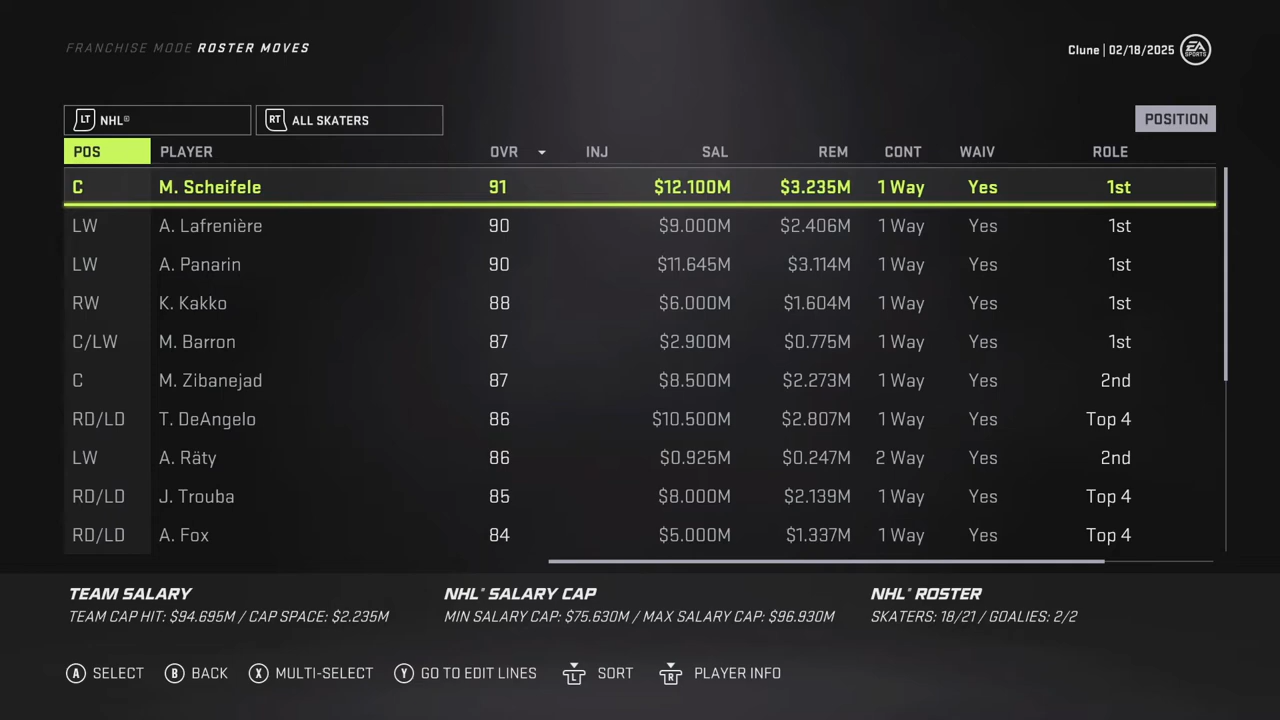 FRANCHISE MODE ROSTER MOVES
Clune | 02/18/2025 EA SPORTS
LT NHL® RT ALL SKATERS POSITION
POS PLAYER OVR INJ SAL REM CONT WAIV ROLE
C M. Scheifele 91 $12.100M $3.235M 1 Way Yes 1st
LW A. Lafrenière 90 $9.000M $2.406M 1 Way Yes 1st
LW A. Panarin 90 $11.645M $3.114M 1 Way Yes 1st
RW K. Kakko 88 $6.000M $1.604M 1 Way Yes 1st
C/LW M. Barron 87 $2.900M $0.775M 1 Way Yes 1st
C M. Zibanejad 87 $8.500M $2.273M 1 Way Yes 2nd
RD/LD T. DeAngelo 86 $10.500M $2.807M 1 Way Yes Top 4
LW A. Räty 86 $0.925M $0.247M 2 Way Yes 2nd
RD/LD J. Trouba 85 $8.000M $2.139M 1 Way Yes Top 4
RD/LD A. Fox 84 $5.000M $1.337M 1 Way Yes Top 4
TEAM SALARY NHL® SALARY CAP NHL® ROSTER
TEAM CAP HIT: $94.695M / CAP SPACE: $2.235M MIN SALARY CAP: $75.630M / MAX SALARY CAP: $96.930M SKATERS: 18/21 / GOALIES: 2/2
A SELECT B BACK X MULTI-SELECT Y GO TO EDIT LINES L SORT R PLAYER INFO